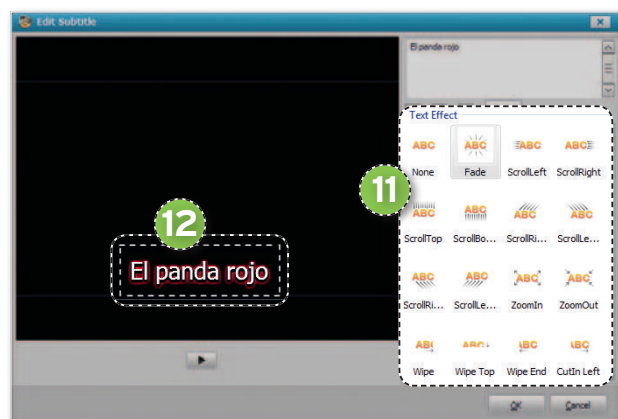 Edit Subtitle
El panda rojo
Text Effect
ABC ABC ABC ABC
None Fade ScrollLeft ScrollRight
11
ABC ABC ABC ABC
12
ScrollTop ScrollBo... ScrollRi... ScrollLe...
El panda rojo
ABC ABC ABC ABC
ScrollRi... ScrollLe... ZoomIn ZoomOut
ABC
Wipe Wipe Top Wipe End CutIn Left
OK Cancel